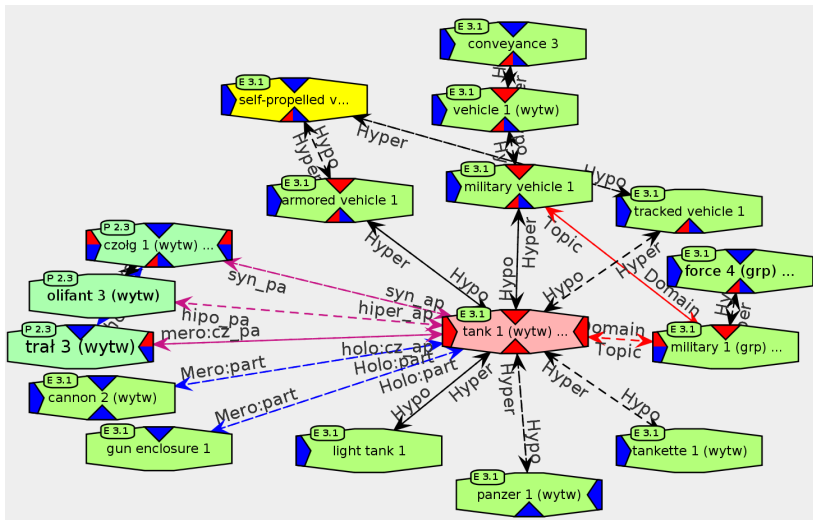 E 3.1
conveyance 3
Hypo
E 3.1
self-propelled v...
E 3.1
vehicle 1 (wytw)
Hyper
Hypo
Hyper
Hypo
E 3.1
military vehicle 1
Hypo
E 3.1
armored vehicle 1
E 3.1
tracked vehicle 1
P 2.3
czołg 1 (wytw) ...
Hyper
Hyper
Topic
Hyper
E 3.1
force 4 (grp) ...
syn_pa
Hypo
Hypo
Hypo
Domain
olifant 3 (wytw)
syn_ap
hipo_pa
hiper_ap
E 3.1
tank 1 (wytw) ...
Domain
Topic
P 2.3
trał 3 (wytw)
mero:cz_pa
holo:cz_ap
E 3.1
military 1 (grp) ...
Mero:part
Holo:part
Holo:part
E 3.1
cannon 2 (wytw)
Mero:part
Hypo
Hyper
Hyper
Hyper
Hypo
E 3.1
gun enclosure 1
E 3.1
light tank 1
Hypo
E 3.1
tankette 1 (wytw)
E 3.1
panzer 1 (wytw)